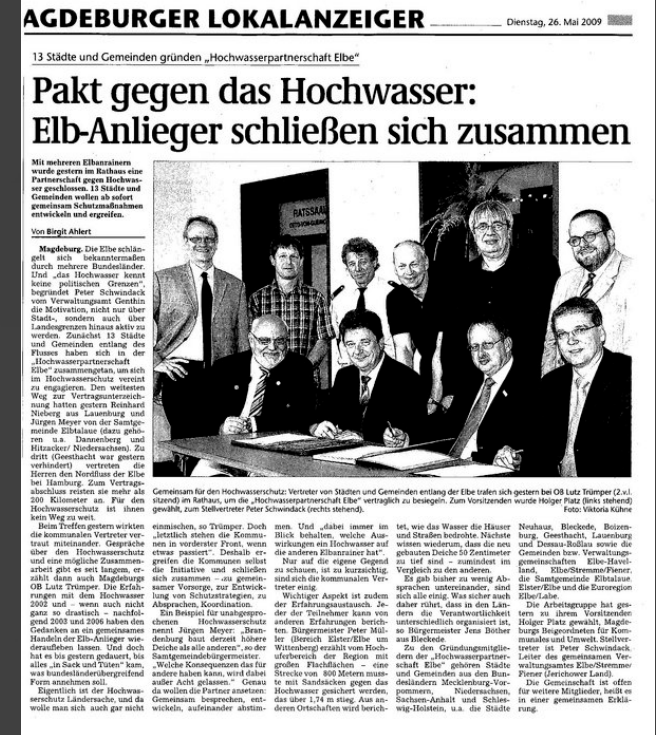 AGDEBURGER LOKALANZEIGER
Dienstag, 26. Mai 2009
13 Städte und Gemeinden gründen „Hochwasserpartnerschaft Elbe“
Pakt gegen das Hochwasser:
Elb-Anlieger schließen sich zusammen
Mit mehreren Elbanrainern
wurde gestern im Rathaus eine
Partnerschaft gegen Hochwas-
ser geschlossen. 13 Städte und
Gemeinden wollen ab sofort
gemeinsam Schutzmaßnahmen
entwickeln und ergreifen.
Von Birgit Ahlert
Magdeburg. Die Elbe schlän-
gelt sich bekanntermaßen
durch mehrere Bundesländer.
Und „das Hochwasser kennt
keine politischen Grenzen“,
begründet Peter Schwindack
vom Verwaltungsamt Genthin
die Motivation, nicht nur über
Stadt-, sondern auch über
Landesgrenzen hinaus aktiv zu
werden. Zunächst 13 Städte
und Gemeinden entlang des
Flusses haben sich in der
„Hochwasserpartnerschaft
Elbe“ zusammengetan, um sich
im Hochwasserschutz vereint
zu engagieren. Den weitesten
Weg zur Vertragsunterzeich-
nung hatten gestern Reinhard
Nieberg aus Lauenburg und
Jürgen Meyer von der Samtge-
meinde Elbtalaue (dazu gehö-
ren u.a. Dannenberg und
Hitzacker/ Niedersachsen). Zu
dritt (Geesthacht war gestern
verhindert) vertreten die
Herren den Nordfluss der Elbe
bei Hamburg. Zum Vertrags-
abschluss reisten sie mehr als
200 Kilometer an. Für den
Hochwasserschutz ist ihnen
kein Weg zu weit.
Beim Treffen gestern wirkten
die kommunalen Vertreter ver-
traut miteinander. Gespräche
über den Hochwasserschutz
und eine mögliche Zusammen-
arbeit gibt es seit langem, er-
zählt dann auch Magdeburgs
OB Lutz Trümper. Die Erfah-
rungen mit dem Hochwasser
2002 und – wenn auch nicht
ganz so drastisch – nachfol-
gend 2003 und 2006 haben den
Gedanken an ein gemeinsames
Handeln der Elb-Anlieger wie-
deraufleben lassen. Und doch
hat es bis gestern gedauert, bis
alles „in Sack und Tüten“ kam,
was bundesländerübergreifend
Form annehmen soll.
Eigentlich ist der Hochwas-
serschutz Ländersache, und da
wolle man sich auch gar nicht
RATSSAAL
Gemeinsam für den Hochwasserschutz: Vertreter von Städten und Gemeinden entlang der Elbe trafen sich gestern bei OB Lutz Trümper (2.v.l.
sitzend) im Rathaus, um die „Hochwasserpartnerschaft Elbe“ vertraglich zu besiegeln. Zum Vorsitzenden wurde Holger Platz (links stehend)
gewählt, zum Stellvertreter Peter Schwindack (rechts stehend).
Foto: Viktoria Kühne
einmischen, so Trümper. Doch
„letztlich stehen die Kommu-
nen in vorderster Front, wenn
etwas passiert“. Deshalb er-
greifen die Kommunen selbst
die Initiative und schließen
sich zusammen – zu gemein-
samer Vorsorge, zur Entwick-
lung von Schutzstrategien, zu
Absprachen, Koordination.
Ein Beispiel für unabgespro-
chenen Hochwasserschutz
nennt Jürgen Meyer: „Bran-
denburg baut derzeit höhere
Deiche als alle anderen“, so der
Samtgemeindebürgermeister.
„Welche Konsequenzen das für
andere haben kann, wird dabei
außer Acht gelassen.“ Genau
da wollen die Partner ansetzen:
Gemeinsam besprechen, ent-
wickeln, aufeinander abstim-
men. Und „dabei immer im
Blick behalten, welche Aus-
wirkungen ein Hochwasser auf
die anderen Elbanrainer hat“.
Nur auf die eigene Gegend
zu schauen, ist zu kurzsichtig,
sind sich die kommunalen Ver-
treter einig.
Wichtiger Aspekt ist zudem
der Erfahrungsaustausch. Je-
der der Teilnehmer kann von
anderen Erfahrungen berich-
ten. Bürgermeister Peter Mül-
ler (Bereich Elster/Elbe um
Wittenberg) erzählt vom Hoch-
uferbereich der Region mit
großen Flachflächen – eine
Strecke von 800 Metern muss-
te mit Sandsäcken gegen das
Hochwasser gesichert werden,
das über 1,74 m stieg. Aus an-
deren Ortschaften wird berich-
tet, wie das Wasser die Häuser
und Straßen bedrohte. Nächste
wissen wiederum, dass die neu
gebauten Deiche 50 Zentimeter
zu tief sind – zumindest im
Vergleich zu den anderen.
Es gab bisher zu wenig Ab-
sprachen untereinander, sind
sich alle einig. Was sicher auch
daher rührt, dass in den Län-
dern die Verantwortlichkeit
unterschiedlich organisiert ist,
so Bürgermeister Jens Böther
aus Bleckede.
Zu den Gründungsmitglie-
dern der „Hochwasserpartner-
schaft Elbe“ gehören Städte
und Gemeinden aus den Bun-
desländern Mecklenburg-Vor-
pommern, Niedersachsen,
Sachsen-Anhalt und Schles-
wig-Holstein, u.a. die Städte
Neuhaus, Bleckede, Boizen-
burg, Geesthacht, Lauenburg
und Dessau-Roßlau sowie die
Gemeinden bzw. Verwaltungs-
gemeinschaften Elbe-Havel-
land, Elbe/Stremme/Fiener,
die Samtgemeinde Elbtalaue,
Elster/Elbe und die Euroregion
Elbe/Labe.
Die Arbeitsgruppe hat ges-
tern zu ihrem Vorsitzenden
Holger Platz gewählt, Magde-
burgs Beigeordneten für Kom-
munales und Umwelt. Stellver-
treter ist Peter Schwindack,
Leiter des gemeinsamen Ver-
waltungsamtes Elbe/Stremme/
Fiener (Jerichower Land).
Die Gemeinschaft ist offen
für weitere Mitglieder, heißt es
in einer gemeinsamen Erklä-
rung.